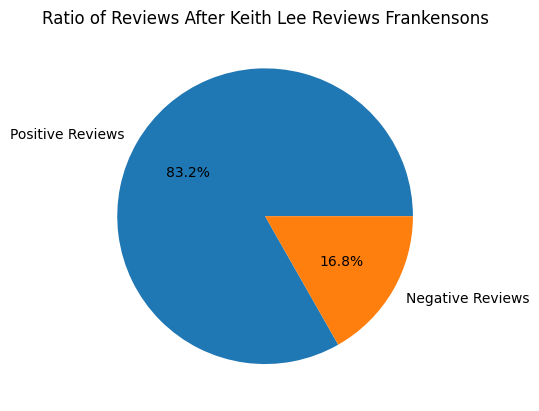 Ratio of Reviews After Keith Lee Reviews Frankensons
Positive Reviews
83.2%
16.8%
Negative Reviews